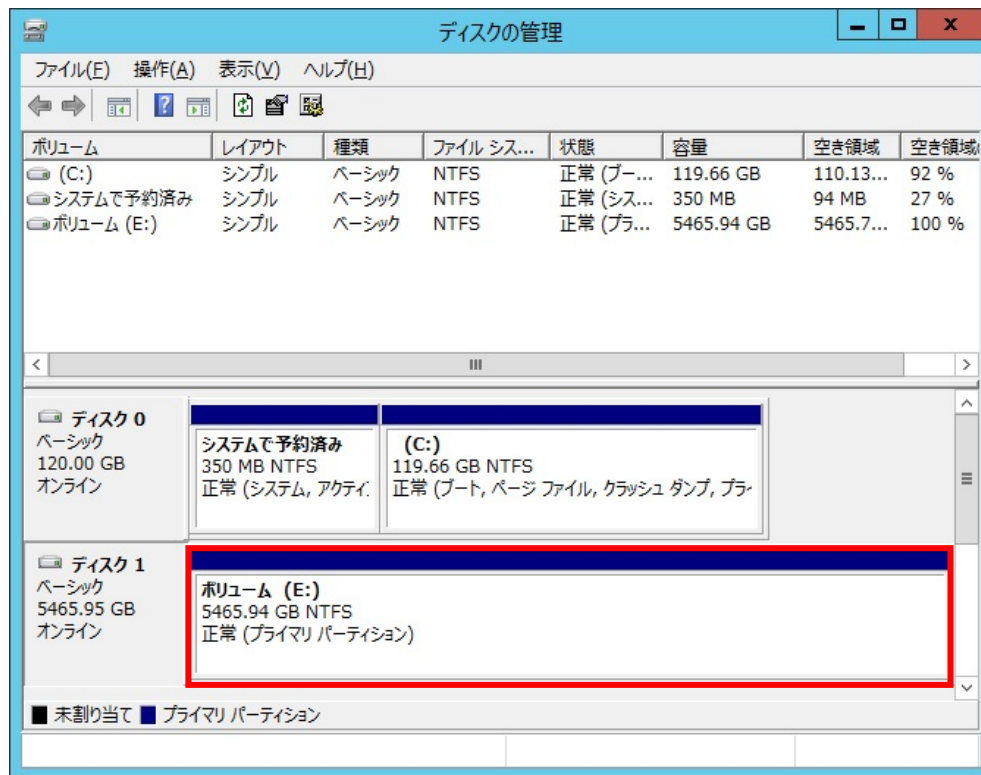 ディスクの管理
ファイル(F) 操作(A) 表示(V) ヘルプ(H)
ボリューム レイアウト 種類 ファイル シス... 状態 容量 空き領域 空き領域
(C:) シンプル ベーシック NTFS 正常 (ブー... 119.66 GB 110.13... 92 %
システムで予約済み シンプル ベーシック NTFS 正常 (シス... 350 MB 94 MB 27 %
ボリューム (E:) シンプル ベーシック NTFS 正常 (プラ... 5465.94 GB 5465.7... 100 %
ディスク 0
ベーシック
120.00 GB
オンライン
システムで予約済み
350 MB NTFS
正常 (システム, アクティ
(C:)
119.66 GB NTFS
正常 (ブート, ページ ファイル, クラッシュ ダンプ, プラ
ディスク 1
ベーシック
5465.95 GB
オンライン
ボリューム (E:)
5465.94 GB NTFS
正常 (プライマリ パーティション)
未割り当て プライマリ パーティション